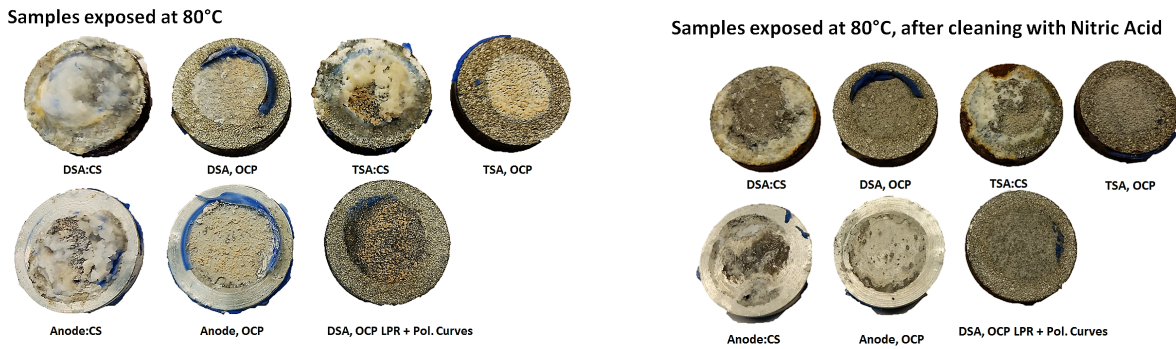 Samples exposed at 80°C
DSA:CS
DSA, OCP
TSA:CS
TSA, OCP
Anode:CS
Anode, OCP
DSA, OCP LPR + Pol. Curves
Samples exposed at 80°C, after cleaning with Nitric Acid
DSA:CS
DSA, OCP
TSA:CS
TSA, OCP
Anode:CS
Anode, OCP
DSA, OCP LPR + Pol. Curves